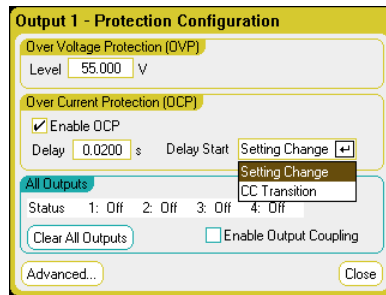 Output 1 - Protection Configuration
Over Voltage Protection (OVP)
Level 55.000 V
Over Current Protection (OCP)
Enable OCP
Delay 0.0200 s Delay Start Setting Change
Setting Change
CC Transition
All Outputs
Status 1: Off 2: Off 3: Off 4: Off
Clear All Outputs Enable Output Coupling
Advanced... Close